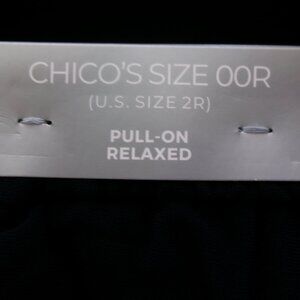 CHICO'S SIZE 00R
(U.S. SIZE 2R)
PULL-ON
RELAXED